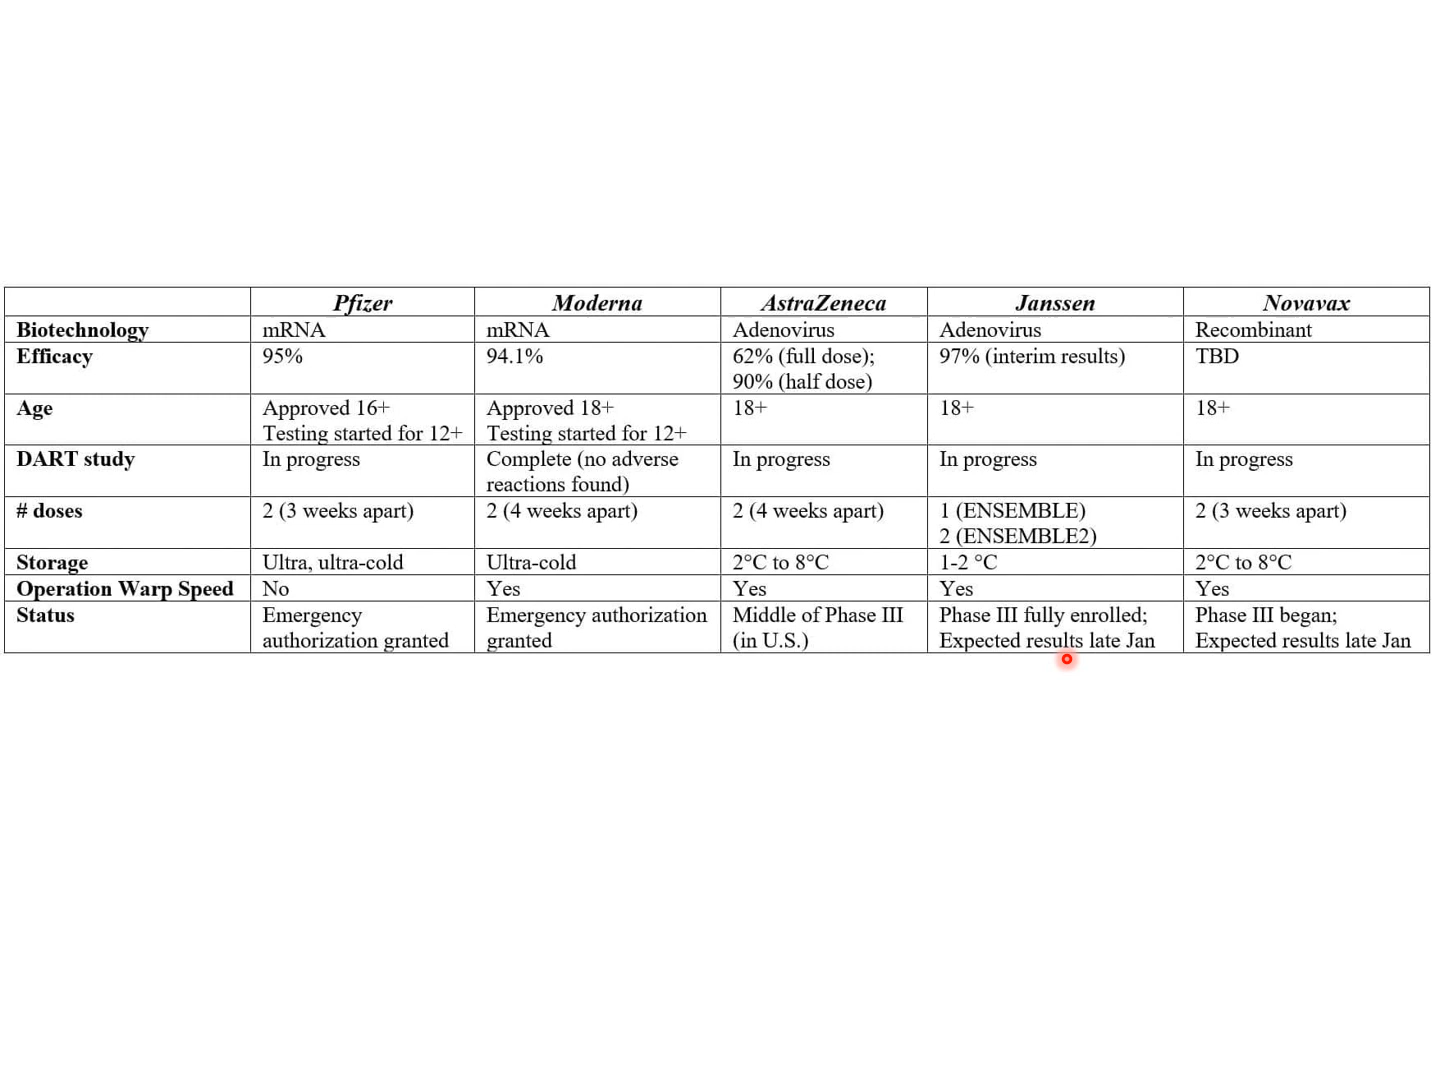 Pfizer Moderna AstraZeneca Janssen Novavax
Biotechnology mRNA mRNA Adenovirus Adenovirus Recombinant
Efficacy 95% 94.1% 62% (full dose); 97% (interim results) TBD
90% (half dose)
Age Approved 16+ Approved 18+ 18+ 18+ 18+
Testing started for 12+ Testing started for 12+
DART study In progress Complete (no adverse In progress In progress In progress
reactions found)
# doses 2 (3 weeks apart) 2 (4 weeks apart) 2 (4 weeks apart) 1 (ENSEMBLE) 2 (3 weeks apart)
2 (ENSEMBLE2)
Storage Ultra, ultra-cold Ultra-cold 2°C to 8°C 1-2 °C 2°C to 8°C
Operation Warp Speed No Yes Yes Yes Yes
Status Emergency Emergency authorization Middle of Phase III Phase III fully enrolled; Phase III began;
authorization granted granted (in U.S.) Expected results late Jan Expected results late Jan